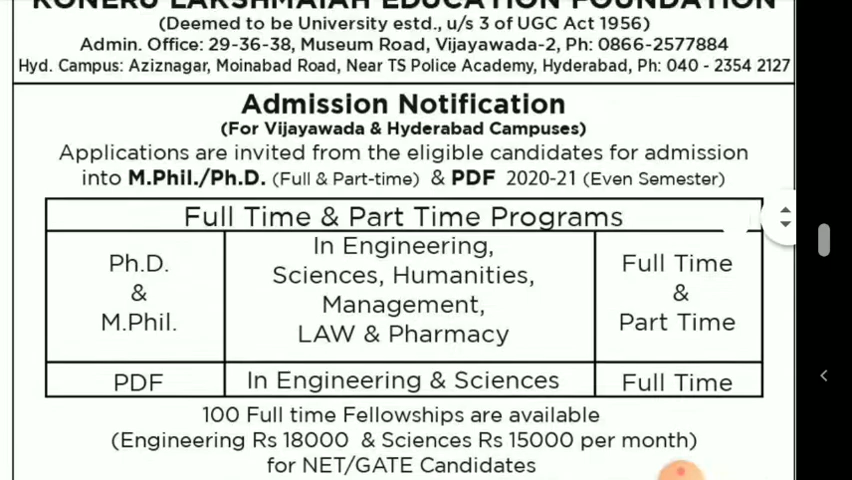 KONERU LAKSHMAIAH EDUCATION FOUNDATION
(Deemed to be University estd., u/s 3 of UGC Act 1956)
Admin. Office: 29-36-38, Museum Road, Vijayawada-2, Ph: 0866-2577884
Hyd. Campus: Aziznagar, Moinabad Road, Near TS Police Academy, Hyderabad, Ph: 040 - 2354 2127
Admission Notification
(For Vijayawada & Hyderabad Campuses)
Applications are invited from the eligible candidates for admission
into M.Phil./Ph.D. (Full & Part-time) & PDF 2020-21 (Even Semester)
Full Time & Part Time Programs
Ph.D.
&
M.Phil.
In Engineering,
Sciences, Humanities,
Management,
LAW & Pharmacy
Full Time
&
Part Time
PDF
In Engineering & Sciences
Full Time
100 Full time Fellowships are available
(Engineering Rs 18000 & Sciences Rs 15000 per month)
for NET/GATE Candidates